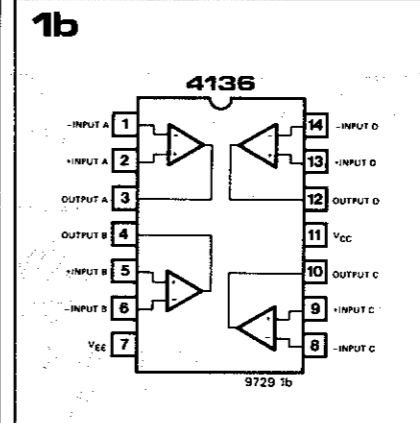 1b
4136
-INPUT A 1
+INPUT A 2
OUTPUT A 3
OUTPUT B 4
+INPUT B 5
-INPUT B 6
VEE 7
14 -INPUT D
13 +INPUT D
12 OUTPUT D
11 VCC
10 OUTPUT C
9 +INPUT C
8 -INPUT C
9729 1b